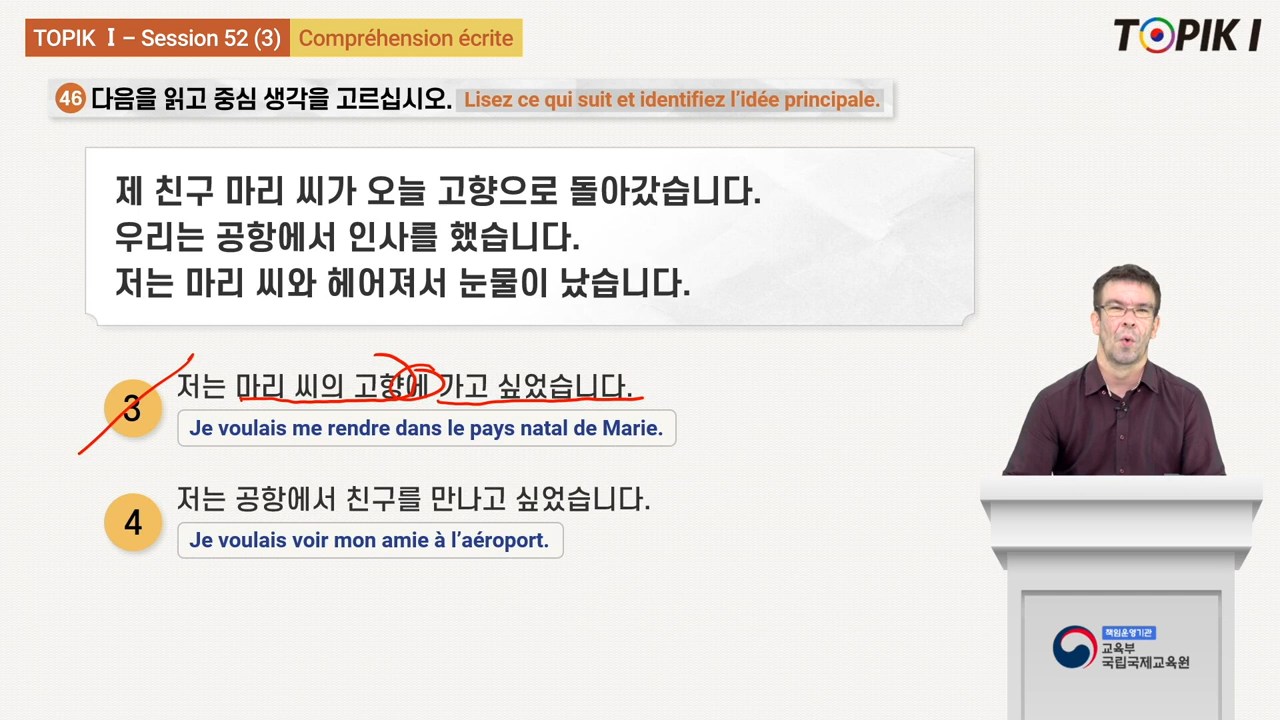 TOPIK I – Session 52 (3) Compréhension écrite
TOPIK I
46 다음을 읽고 중심 생각을 고르십시오. Lisez ce qui suit et identifiez l'idée principale.
제 친구 마리 씨가 오늘 고향으로 돌아갔습니다.
우리는 공항에서 인사를 했습니다.
저는 마리 씨와 헤어져서 눈물이 났습니다.
3 저는 마리 씨의 고향에 가고 싶었습니다.
Je voulais me rendre dans le pays natal de Marie.
4 저는 공항에서 친구를 만나고 싶었습니다.
Je voulais voir mon amie à l'aéroport.
책임운영기관
교육부
국립국제교육원